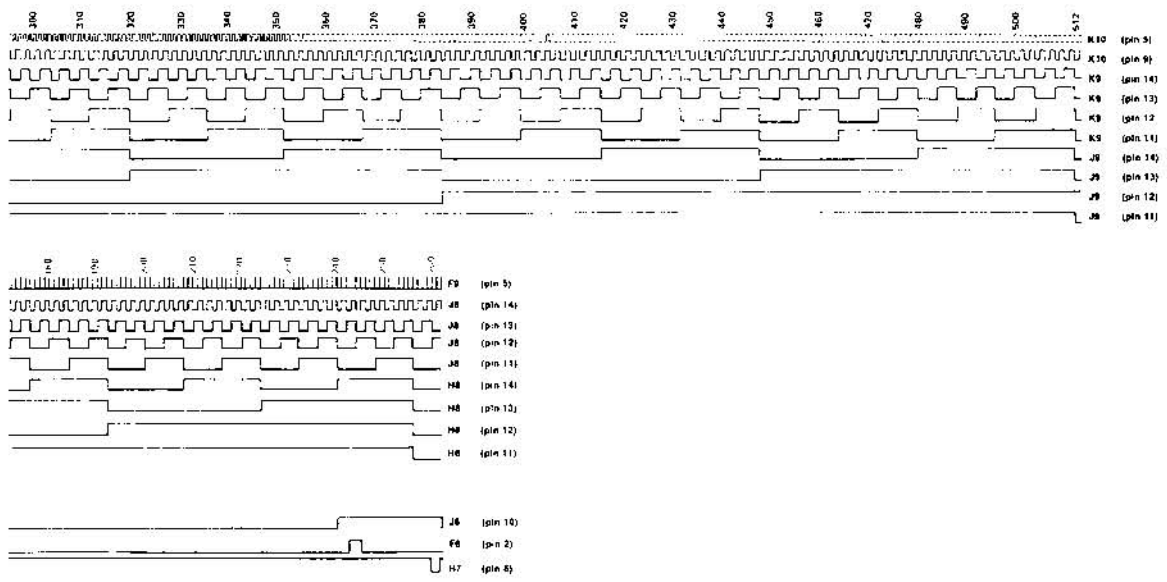 300 310 320 330 340 350 360 370 380 390 400 410 420 430 440 450 460 470 480 490 500 512
K10 (pin 5)
K10 (pin 9)
K9 (pin 14)
K9 (pin 13)
K9 (pin 12
K9 (pin 11)
J9 (pin 14)
J9 (pin 13)
J9 (pin 12)
J9 (pin 11)
180 190 200 210
F9 (pin 5)
J8 (pin 14)
J8 (pin 13)
J8 (pin 12)
J8 (pin 11)
H8 (pin 14)
H8 (pin 13)
H8 (pin 12)
H8 (pin 11)
J6 (pin 10)
F6 (pin 2)
H7 (pin 8)